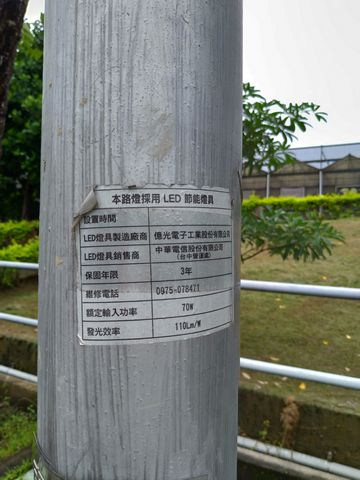 本路燈採用 LED 節能燈具
設置時間
LED燈具製造廠商 億光電子工業股份有限公司
LED燈具銷售商 中華電信股份有限公司
(台中營運處)
保固年限 3年
維修電話 0975-078471
額定輸入功率 70W
發光效率 110Lm/W